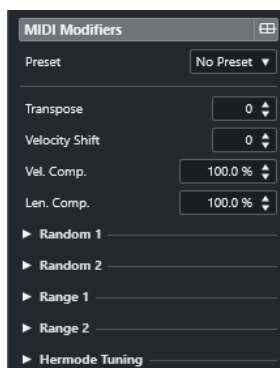 MIDI Modifiers
Preset No Preset
Transpose 0
Velocity Shift 0
Vel. Comp. 100.0 %
Len. Comp. 100.0 %
Random 1
Random 2
Range 1
Range 2
Hermode Tuning